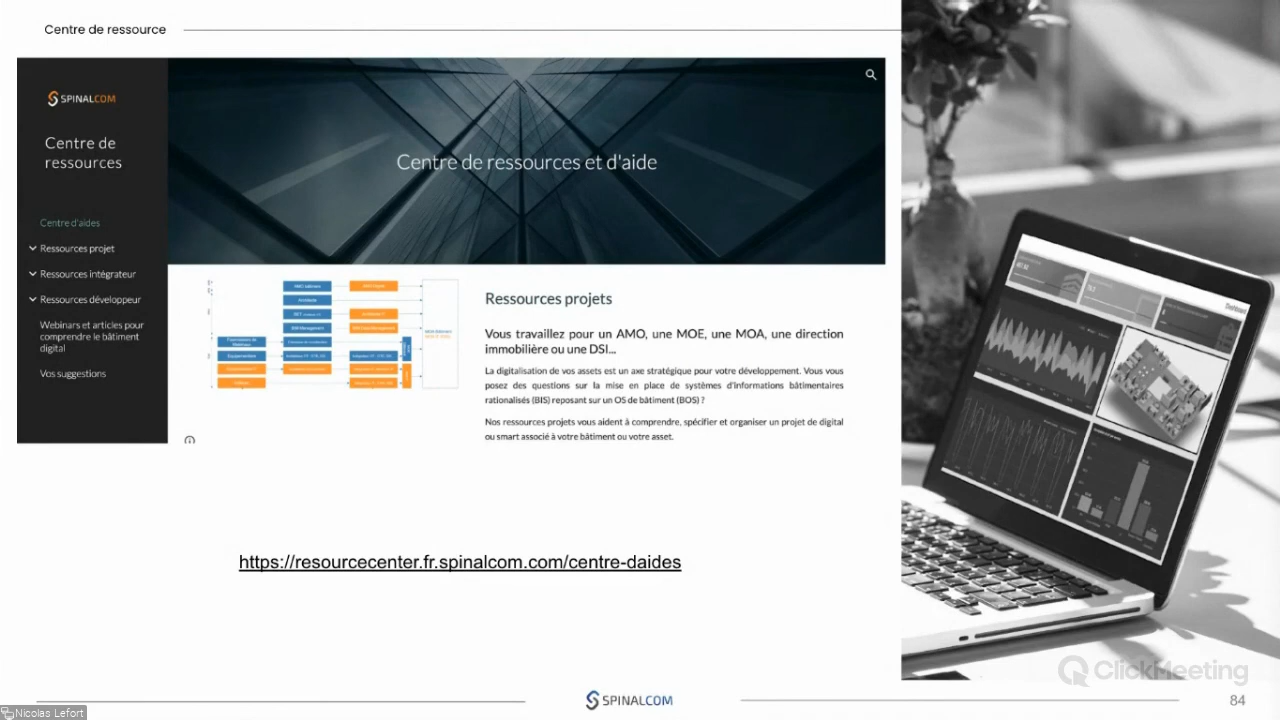 Centre de ressource
SPINALCOM
Centre de
ressources
Centre d'aides
Ressources projet
Ressources intégrateur
Ressources développeur
Webinars et articles pour
comprendre le bâtiment
digital
Vos suggestions
Centre de ressources et d'aide
Ressources projets
Vous travaillez pour un AMO, une MOE, une MOA, une direction
immobilière ou une DSI...
La digitalisation de vos assets est un axe stratégique pour votre développement. Vous vous
posez des questions sur la mise en place de systèmes d'informations bâtimentaires
rationalisés (BIS) reposant sur un OS de bâtiment (BOS) ?
Nos ressources projets vous aident à comprendre, spécifier et organiser un projet de digital
ou smart associé à votre bâtiment ou votre asset.
https://resourcecenter.fr.spinalcom.com/centre-daides
ClickMeeting
SPINALCOM
84
Nicolas Lefort